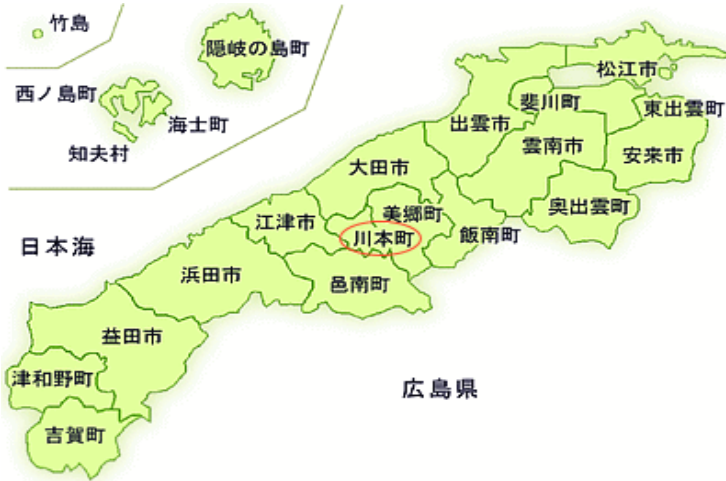 竹島
隠岐の島町
西ノ島町
海士町
知夫村
松江市
斐川町
東出雲町
出雲市
雲南市
安来市
大田市
奥出雲町
美郷町
江津市
川本町
飯南町
日本海
浜田市
邑南町
益田市
津和野町
広島県
吉賀町